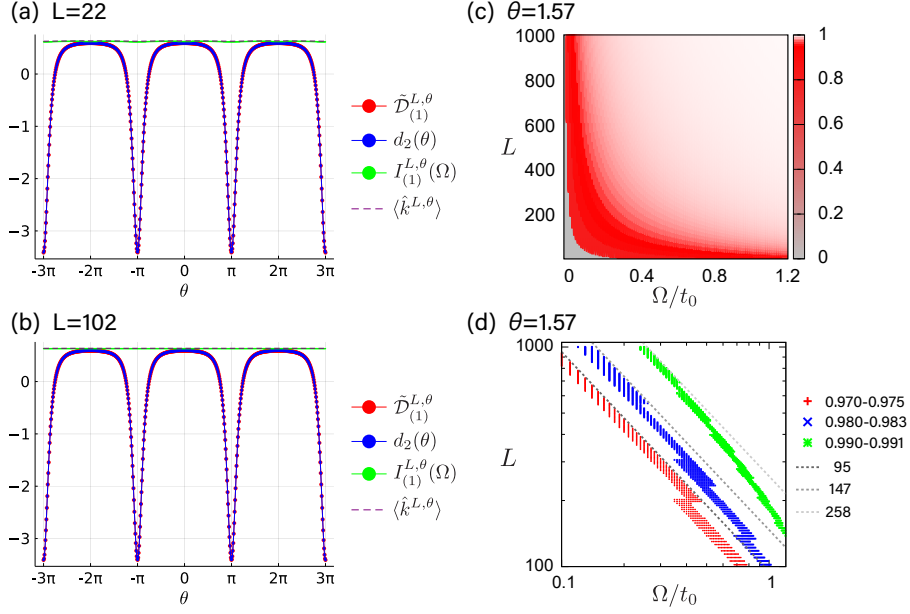 (a) L=22
0
−1
−2
−3
-3π -2π -π 0 π 2π 3π
θ
𝒟̃_{(1)}^{L,θ}
d₂(θ)
I_{(1)}^{L,θ}(Ω)
⟨k̂^{L,θ}⟩
(b) L=102
0
−1
−2
−3
-3π -2π -π 0 π 2π 3π
θ
𝒟̃_{(1)}^{L,θ}
d₂(θ)
I_{(1)}^{L,θ}(Ω)
⟨k̂^{L,θ}⟩
(c) θ=1.57
1000
800
600
L
400
200
0 0.4 0.8 1.2
Ω/t₀
1
0.8
0.6
0.4
0.2
0
(d) θ=1.57
1000
L
100
0.1 1
Ω/t₀
0.970-0.975
0.980-0.983
0.990-0.991
95
147
258